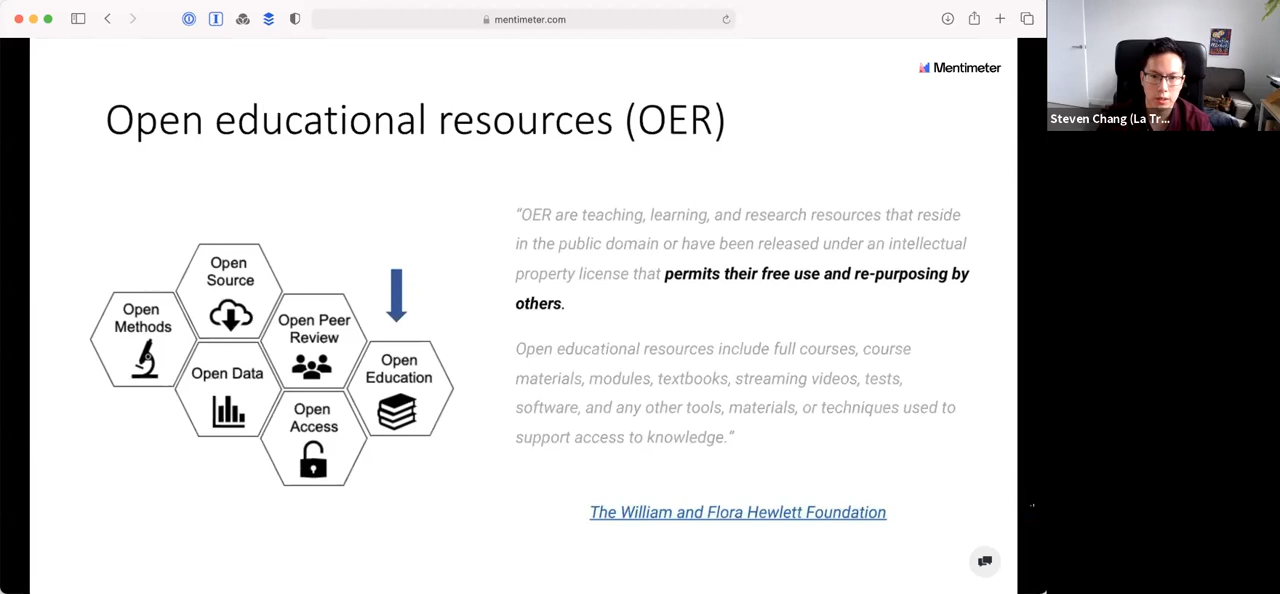 mentimeter.com
Mentimeter
Open educational resources (OER)
Open
Source
Open
Methods
Open Peer
Review
Open Data
Open
Education
Open
Access
“OER are teaching, learning, and research resources that reside
in the public domain or have been released under an intellectual
property license that permits their free use and re-purposing by
others.
Open educational resources include full courses, course
materials, modules, textbooks, streaming videos, tests,
software, and any other tools, materials, or techniques used to
support access to knowledge.”
The William and Flora Hewlett Foundation
Steven Chang (La Tr...